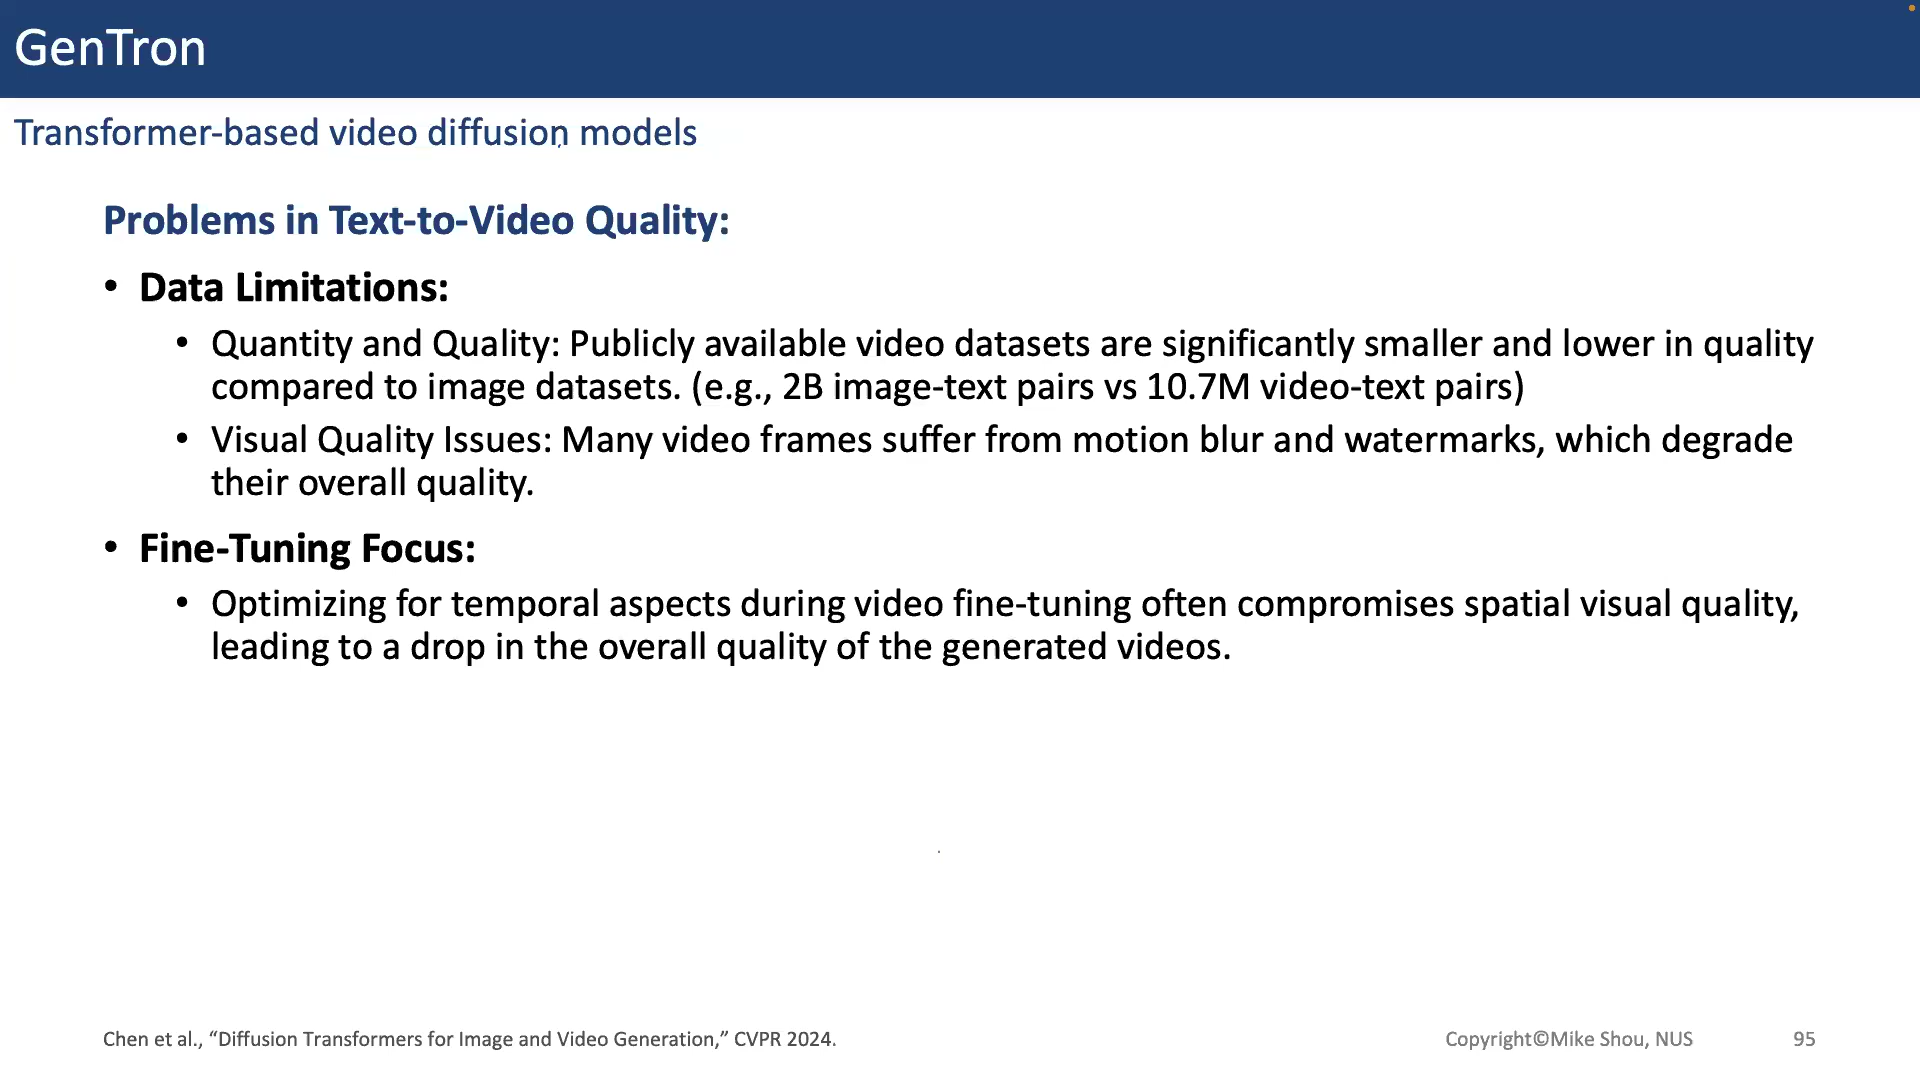 GenTron
Transformer-based video diffusion models
Problems in Text-to-Video Quality:
• Data Limitations:
• Quantity and Quality: Publicly available video datasets are significantly smaller and lower in quality
compared to image datasets. (e.g., 2B image-text pairs vs 10.7M video-text pairs)
• Visual Quality Issues: Many video frames suffer from motion blur and watermarks, which degrade
their overall quality.
• Fine-Tuning Focus:
• Optimizing for temporal aspects during video fine-tuning often compromises spatial visual quality,
leading to a drop in the overall quality of the generated videos.
Chen et al., “Diffusion Transformers for Image and Video Generation,” CVPR 2024.
Copyright©Mike Shou, NUS
95